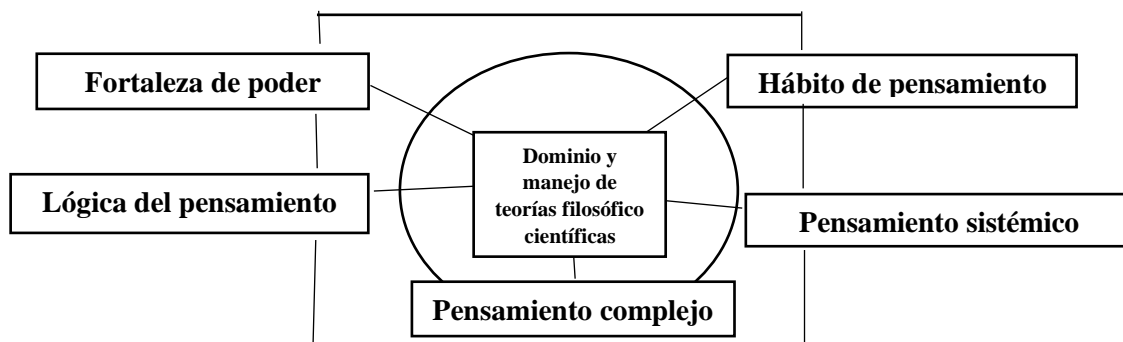 Fortaleza de poder
Hábito de pensamiento
Dominio y
manejo de
teorías filosófico
científicas
Lógica del pensamiento
Pensamiento sistémico
Pensamiento complejo